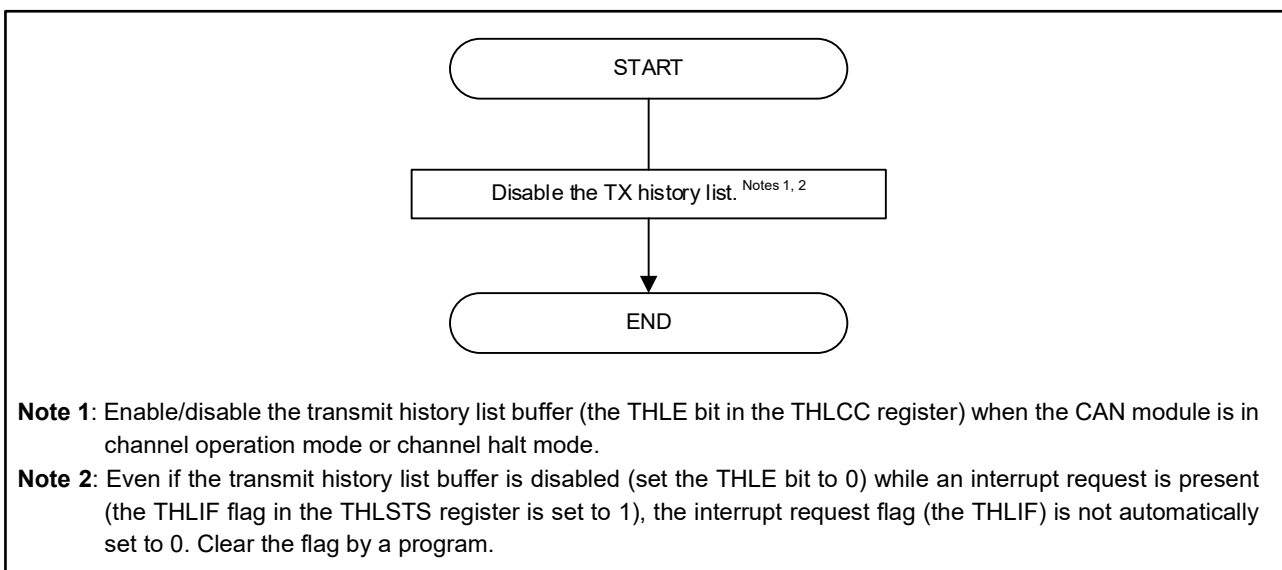 START
Disable the TX history list. Notes 1, 2
END
Note 1: Enable/disable the transmit history list buffer (the THLE bit in the THLCC register) when the CAN module is in
channel operation mode or channel halt mode.
Note 2: Even if the transmit history list buffer is disabled (set the THLE bit to 0) while an interrupt request is present
(the THLIF flag in the THLSTS register is set to 1), the interrupt request flag (the THLIF) is not automatically
set to 0. Clear the flag by a program.